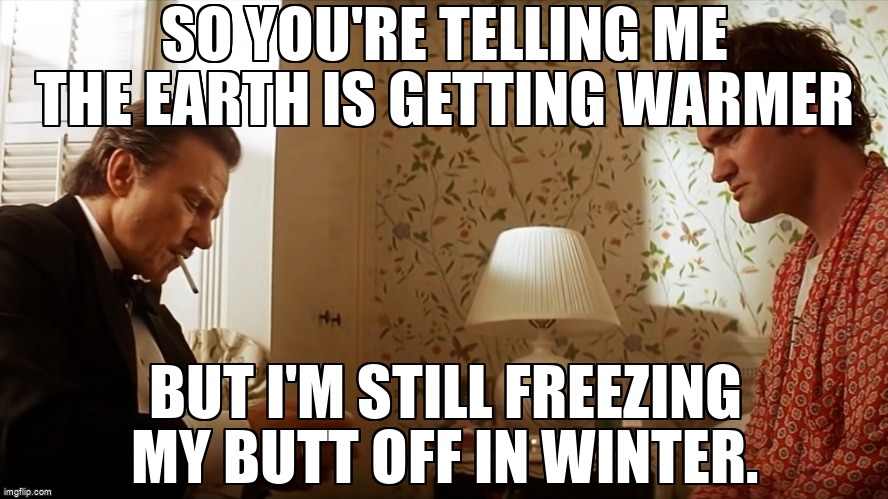 SO YOU'RE TELLING ME
THE EARTH IS GETTING WARMER
BUT I'M STILL FREEZING
MY BUTT OFF IN WINTER.
imgflip.com